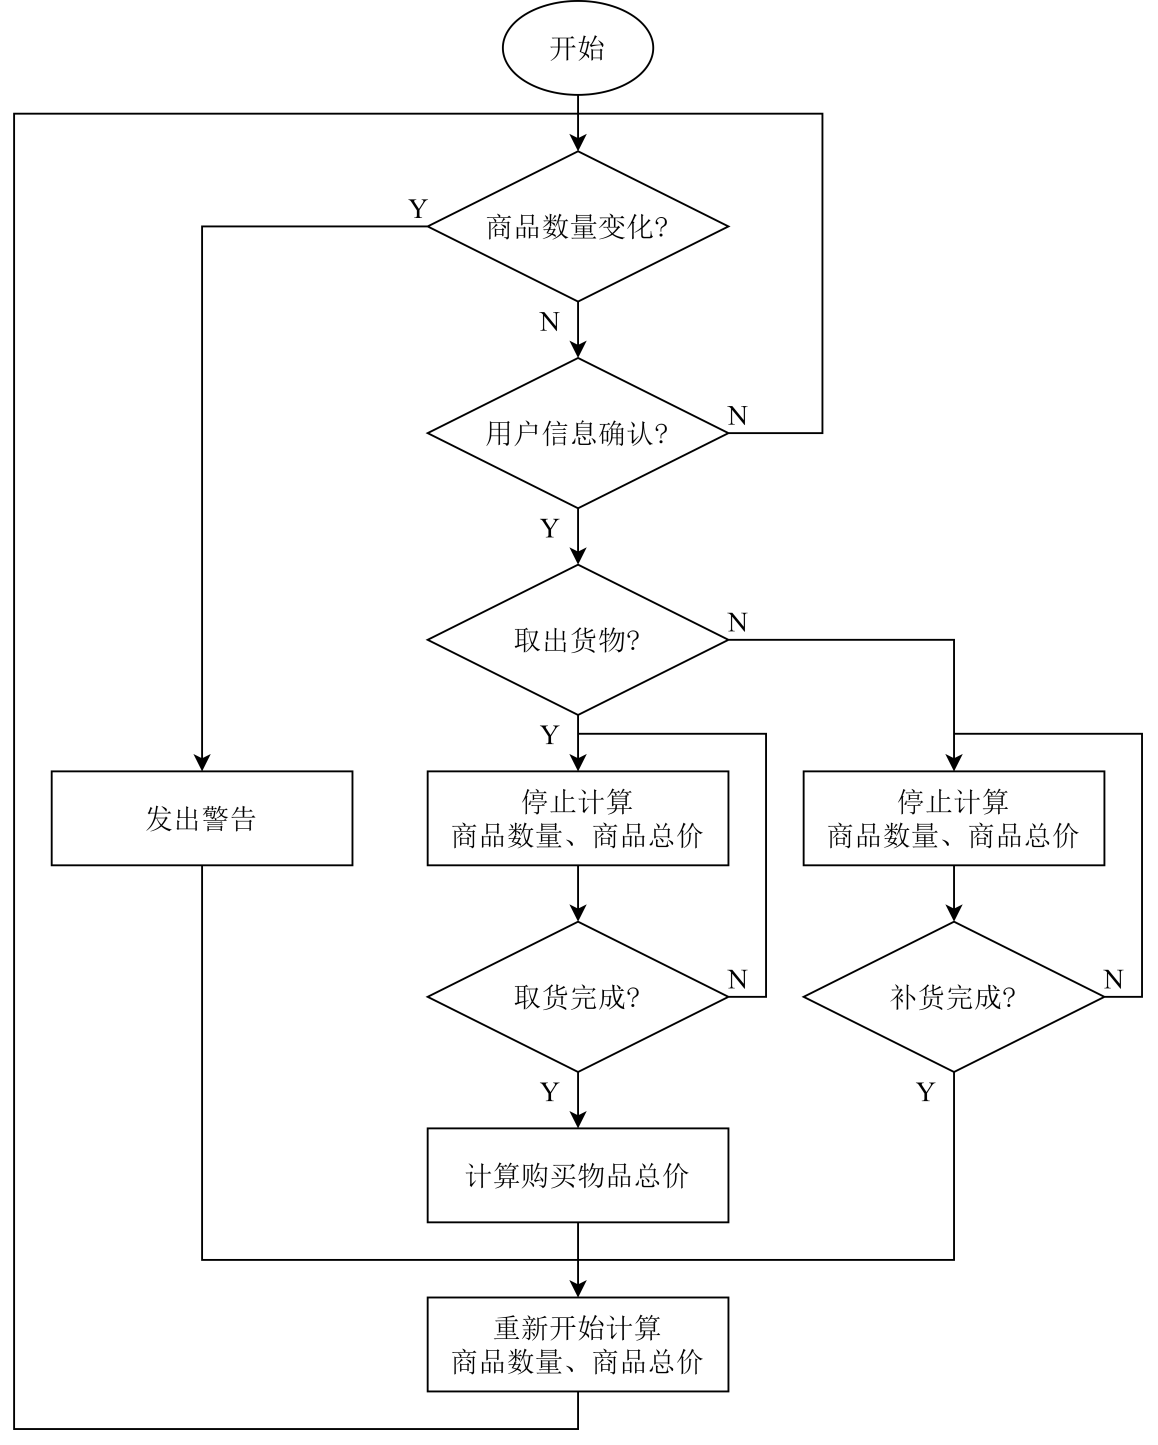 开始
Y
商品数量变化?
N
用户信息确认?
N
Y
取出货物?
N
Y
发出警告
停止计算
商品数量、商品总价
停止计算
商品数量、商品总价
取货完成?
N
补货完成?
N
Y
Y
计算购买物品总价
重新开始计算
商品数量、商品总价